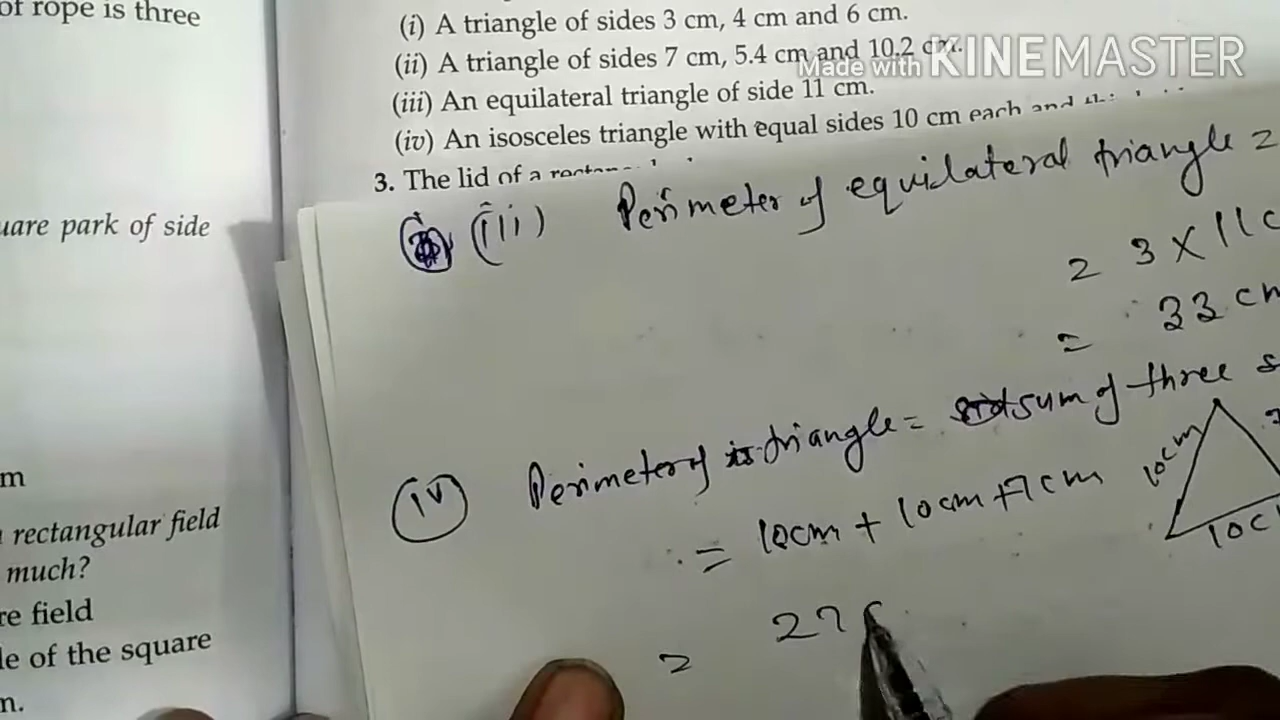 of rope is three
uare park of side
m
rectangular field
much?
re field
le of the square
n.
(i) A triangle of sides 3 cm, 4 cm and 6 cm.
(ii) A triangle of sides 7 cm, 5.4 cm and 10.2 cm.
Made with KINEMASTER
(iii) An equilateral triangle of side 11 cm.
(iv) An isosceles triangle with equal sides 10 cm each and
3. The lid of a
(iii) Perimeter of equilateral triangle =
= 3 × 11 c
= 33 cm
(iv) Perimeter of triangle = sum of three s
= 10cm + 10cm + 7cm
10cm
10c
= 27